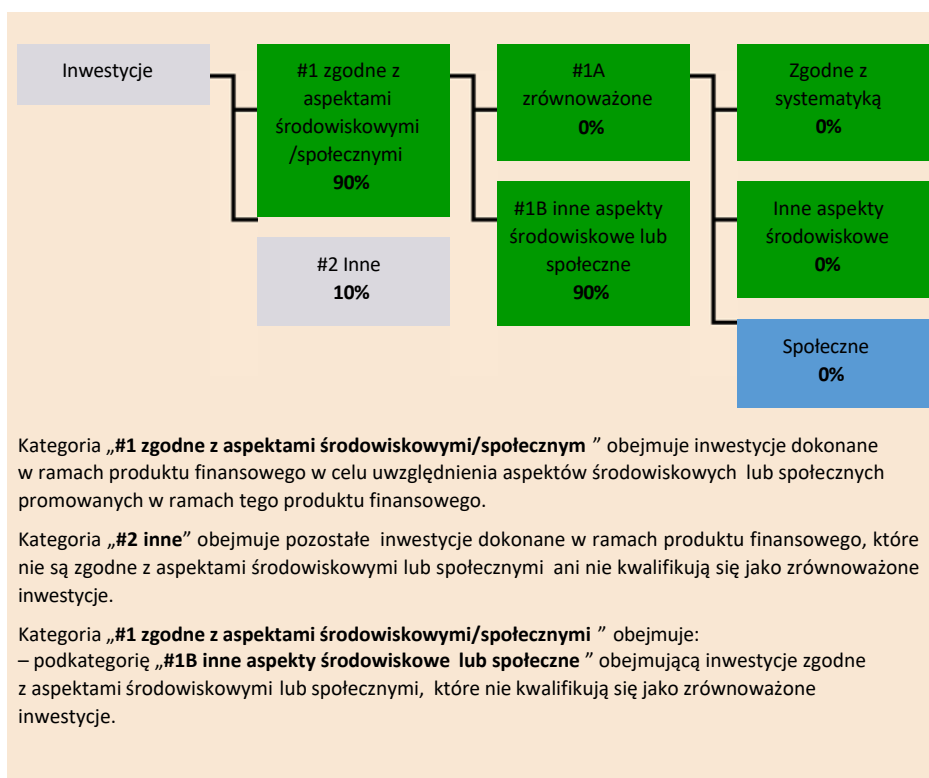 Inwestycje
#1 zgodne z
aspektami
środowiskowymi
/społecznymi
90%
#2 Inne
10%
#1A
zrównoważone
0%
#1B inne aspekty
środowiskowe lub
społeczne
90%
Zgodne z
systematyką
0%
Inne aspekty
środowiskowe
0%
Społeczne
0%
Kategoria „#1 zgodne z aspektami środowiskowymi/społecznym ” obejmuje inwestycje dokonane
w ramach produktu finansowego w celu uwzględnienia aspektów środowiskowych lub społecznych
promowanych w ramach tego produktu finansowego.
Kategoria „#2 inne” obejmuje pozostałe inwestycje dokonane w ramach produktu finansowego, które
nie są zgodne z aspektami środowiskowymi lub społecznymi ani nie kwalifikują się jako zrównoważone
inwestycje.
Kategoria „#1 zgodne z aspektami środowiskowymi/społecznymi ” obejmuje:
– podkategorię „#1B inne aspekty środowiskowe lub społeczne ” obejmującą inwestycje zgodne
z aspektami środowiskowymi lub społecznymi, które nie kwalifikują się jako zrównoważone
inwestycje.